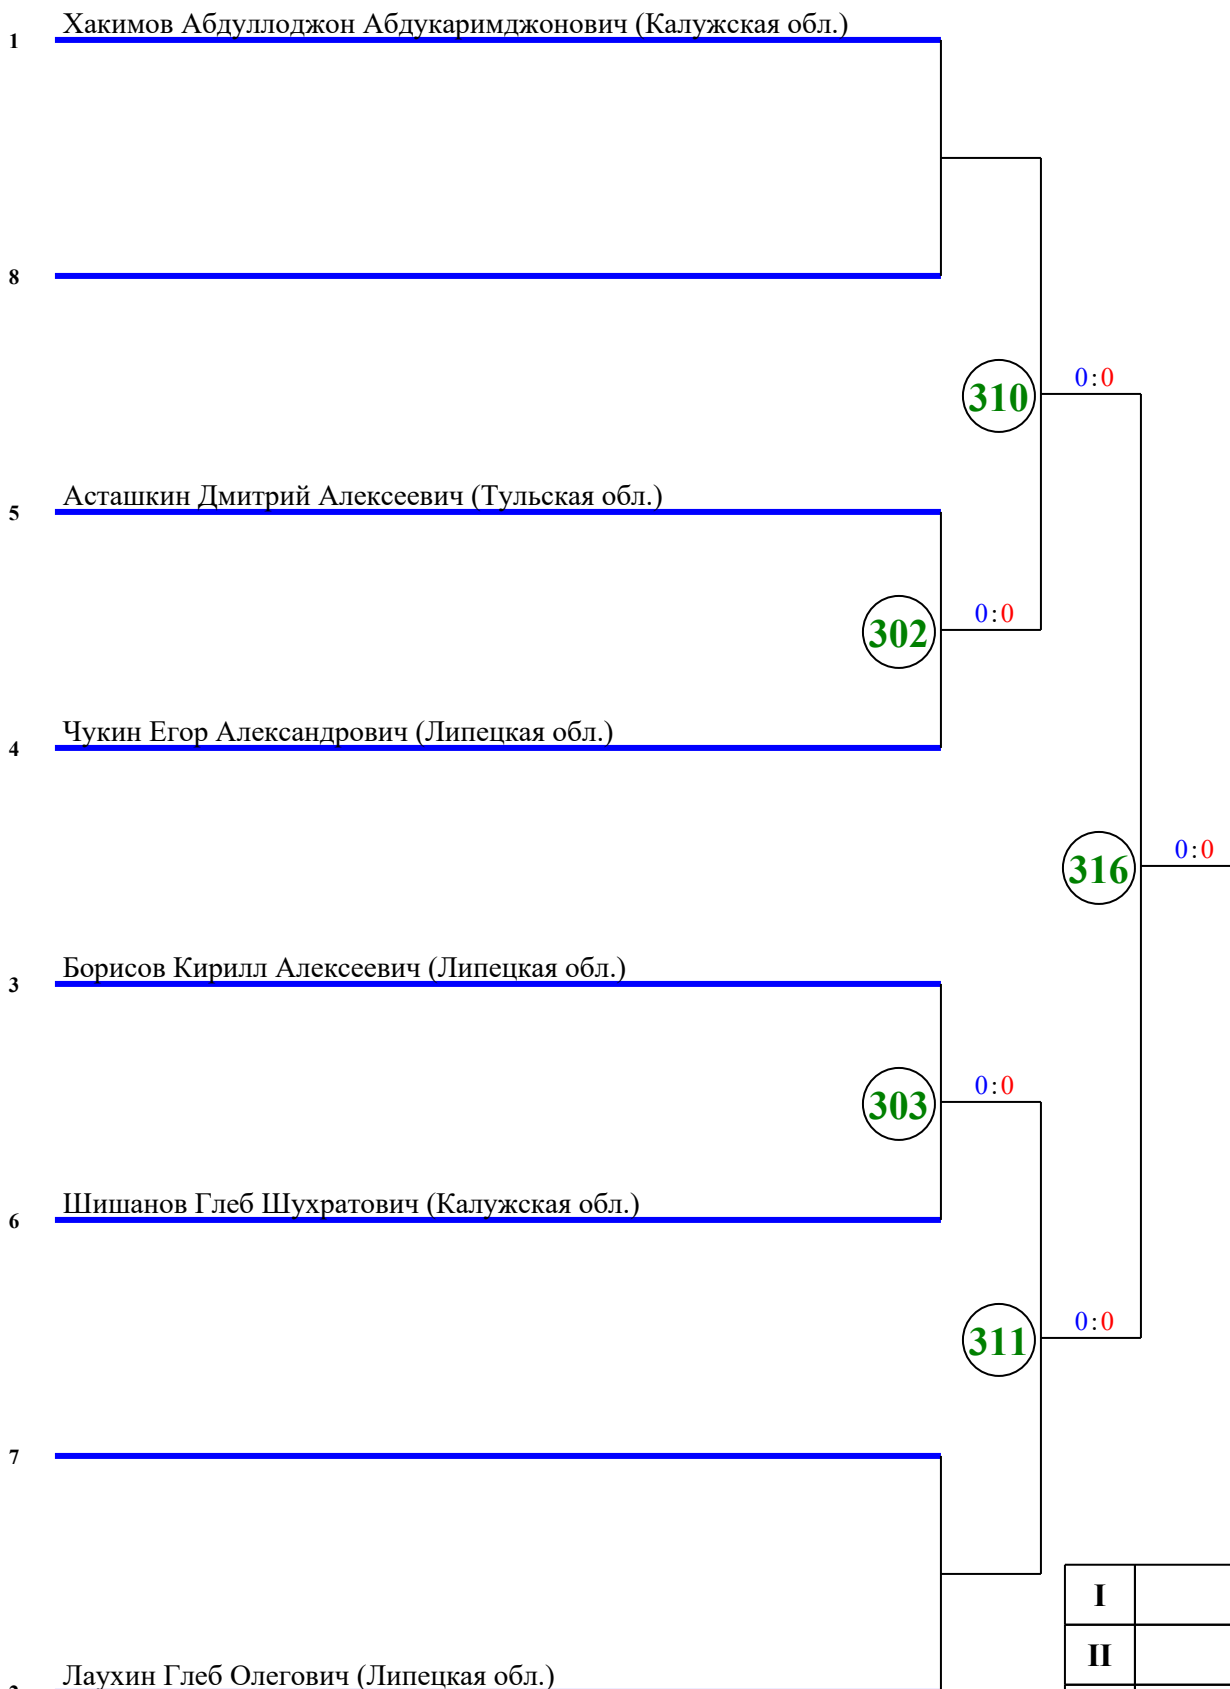 Хакимов Абдуллоджон Абдукаримджонович (Калужская обл.)
1
8
310
0:0
Асташкин Дмитрий Алексеевич (Тульская обл.)
5
302
0:0
Чукин Егор Александрович (Липецкая обл.)
4
316
0:0
Борисов Кирилл Алексеевич (Липецкая обл.)
3
303
0:0
Шишанов Глеб Шухратович (Калужская обл.)
6
311
0:0
7
I
II
Лаухин Глеб Олегович (Липецкая обл.)